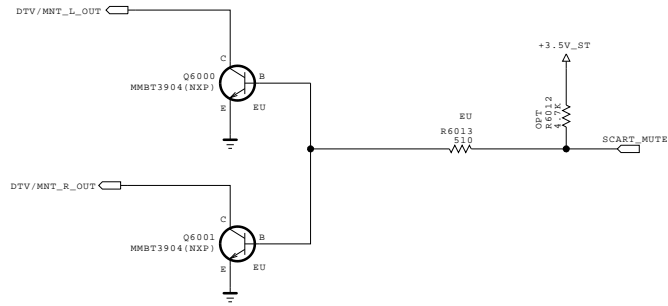 DTV/MNT_L_OUT
+3.5V_ST
C
Q6000
MMBT3904(NXP)
B
E
EU
OPT
R6012
4.7K
EU
R6013
510
SCART_MUTE
DTV/MNT_R_OUT
C
Q6001
MMBT3904(NXP)
B
E
EU